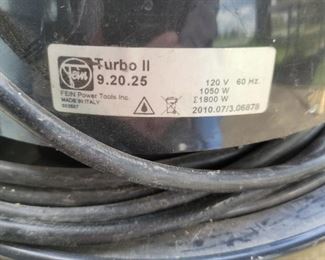 Fein Turbo II
9.20.25
FEIN Power Tools Inc.
MADE IN ITALY
120 V 60 Hz.
1050 W
Σ1800 W
2010.07/3.06878